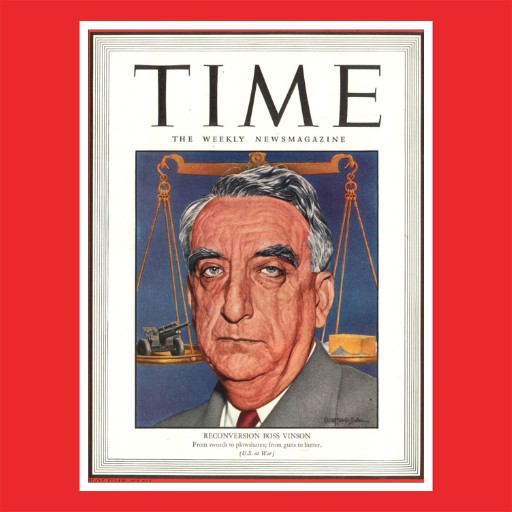 TIME
THE WEEKLY NEWSMAGAZINE
RECONVERSION BOSS VINSON
From swords to plowshares; from guns to butter.
(U.S. at War)